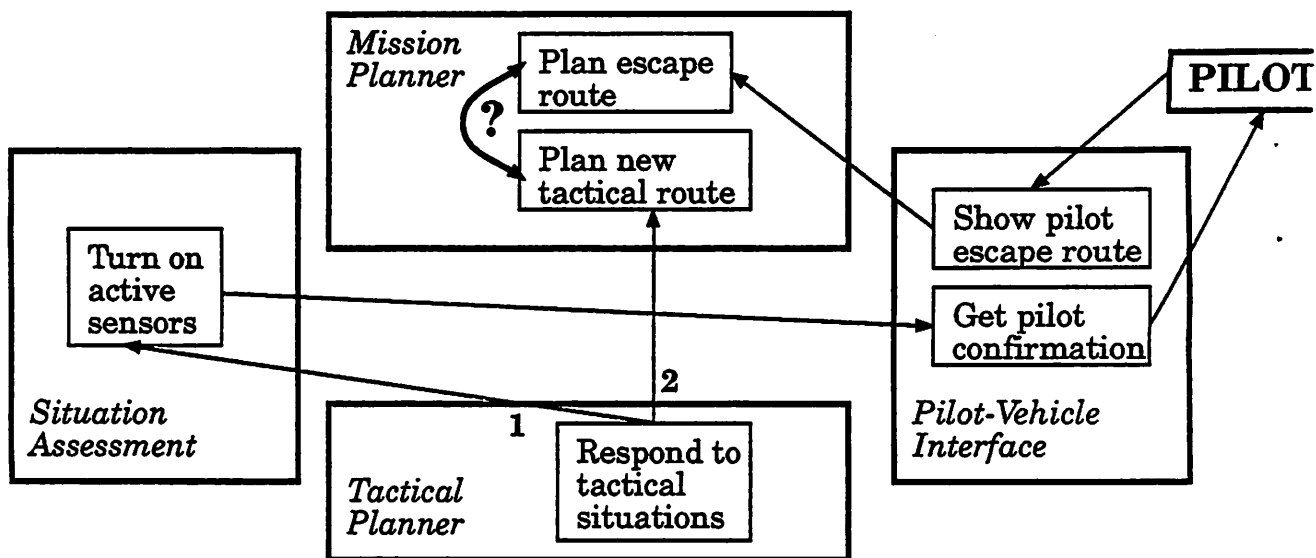 Mission
Planner
Plan escape
route
?
Plan new
tactical route
PILOT
Turn on
active
sensors
Situation
Assessment
Show pilot
escape route
Get pilot
confirmation
Pilot-Vehicle
Interface
1
2
Respond to
tactical
situations
Tactical
Planner